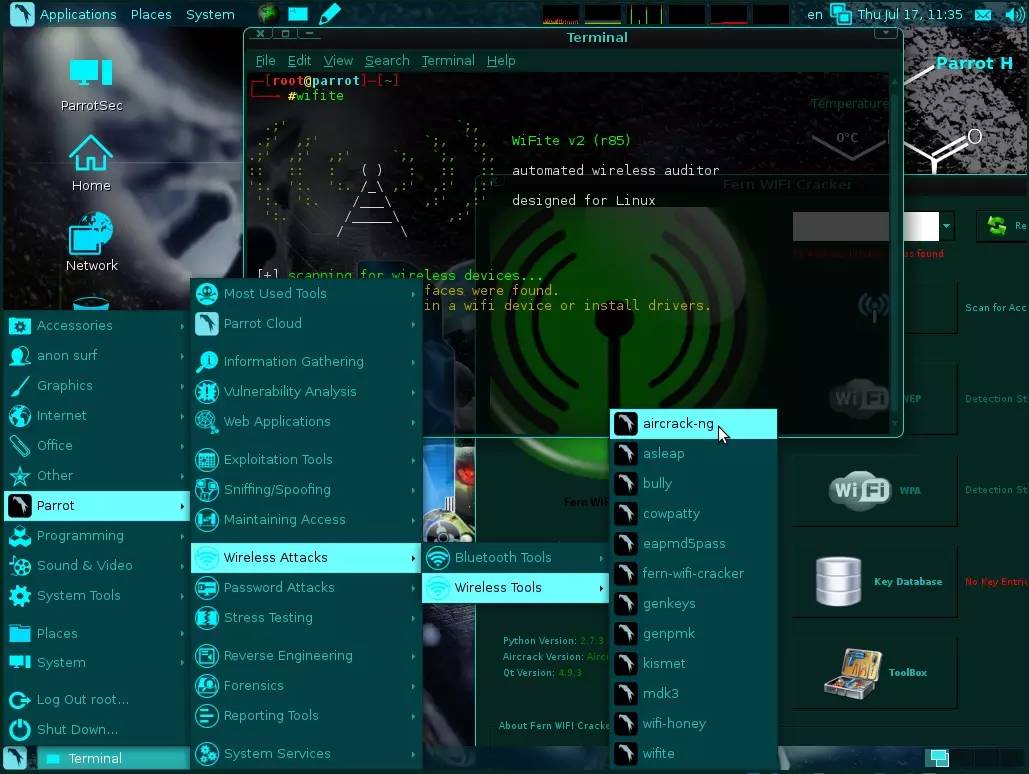 Applications Places System
en Thu Jul 17, 11:35
Terminal
File Edit View Search Terminal Help
Parrot H
ParrotSec
Home
Network
┌─[root@parrot]─[~]
└──╼ #wifite
WiFite v2 (r85)
automated wireless auditor
designed for Linux
[+] scanning for wireless devices...
faces were found.
in a wifi device or install drivers.
Temperature
0°C
O
Fern WIFI Cracker
Re
us found
Scan for Acc
WiFi WEP
Detection St
WiFi WPA
Detection St
Key Database
No Key Entri
ToolBox
Fern WIF
Python Version: 2.7.3
Aircrack Version: Airc
Qt Version: 4.9.3
About Fern WIFI Cracke
Accessories
anon surf
Graphics
Internet
Office
Other
Parrot
Programming
Sound & Video
System Tools
Places
System
Log Out root...
Shut Down...
Terminal
Most Used Tools
Parrot Cloud
Information Gathering
Vulnerability Analysis
Web Applications
Exploitation Tools
Sniffing/Spoofing
Maintaining Access
Wireless Attacks
Password Attacks
Stress Testing
Reverse Engineering
Forensics
Reporting Tools
System Services
Bluetooth Tools
Wireless Tools
aircrack-ng
asleap
bully
cowpatty
eapmd5pass
fern-wifi-cracker
genkeys
genpmk
kismet
mdk3
wifi-honey
wifite